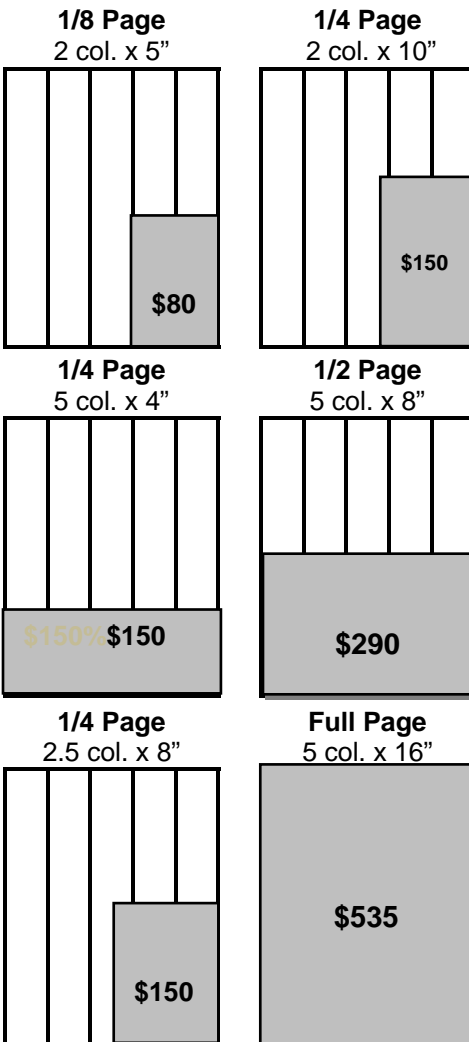 1/8 Page
2 col. x 5”
$80
1/4 Page
2 col. x 10”
$150
1/4 Page
5 col. x 4”
$150%$150
1/2 Page
5 col. x 8”
$290
1/4 Page
2.5 col. x 8”
$150
Full Page
5 col. x 16”
$535